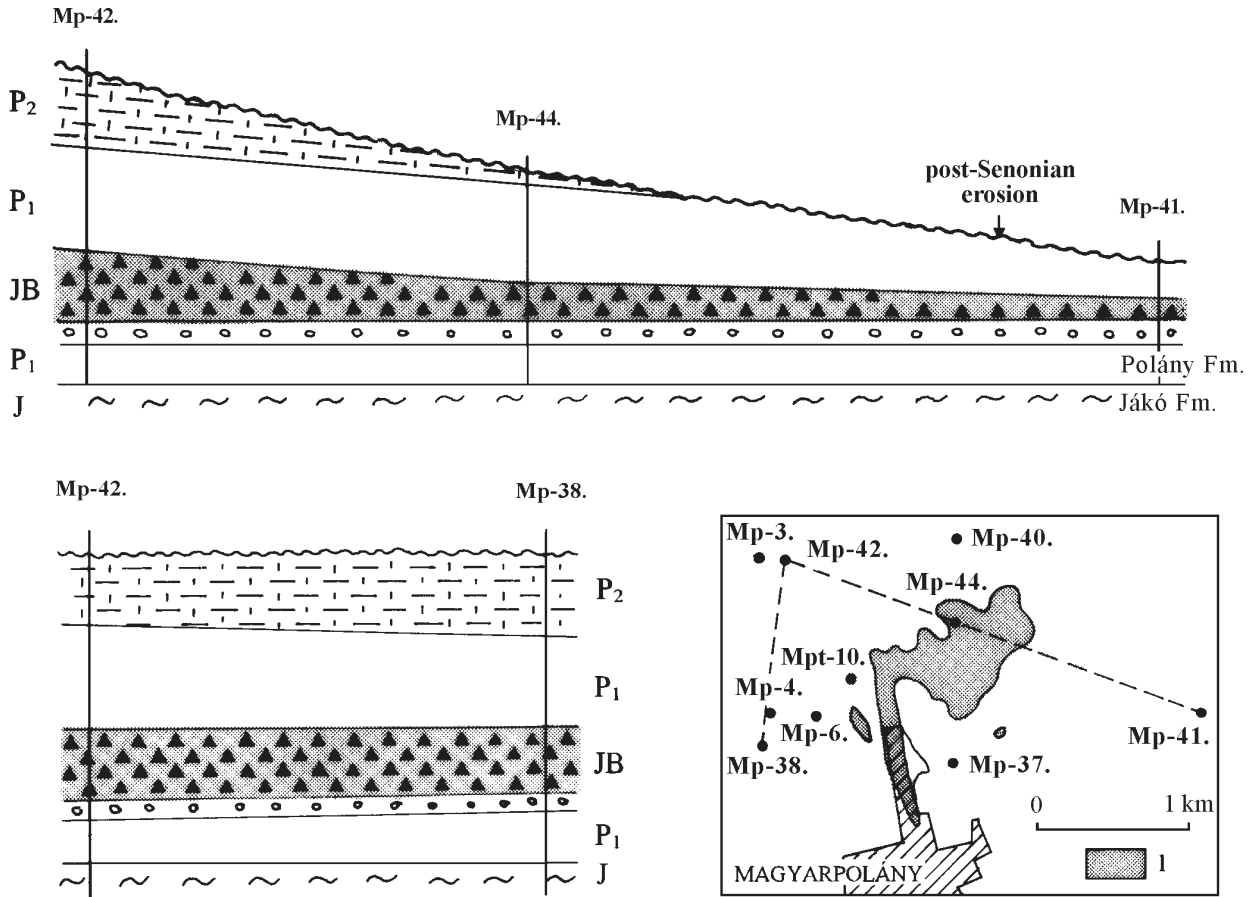 Mp-42.
P₂
Mp-44.
post-Senonian
erosion
Mp-41.
P₁
JB
P₁
Polány Fm.
J
Jákó Fm.
Mp-42.
Mp-38.
P₂
P₁
JB
P₁
J
Mp-3.
Mp-42.
Mp-40.
Mp-44.
Mpt-10.
Mp-4.
Mp-6.
Mp-38.
Mp-41.
Mp-37.
0 1 km
1
MAGYARPOLÁNY